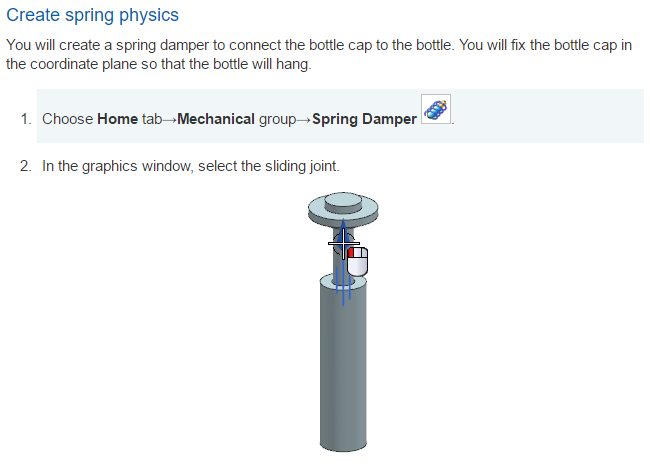 Create spring physics
You will create a spring damper to connect the bottle cap to the bottle. You will fix the bottle cap in
the coordinate plane so that the bottle will hang.
1. Choose Home tab→Mechanical group→Spring Damper .
2. In the graphics window, select the sliding joint.